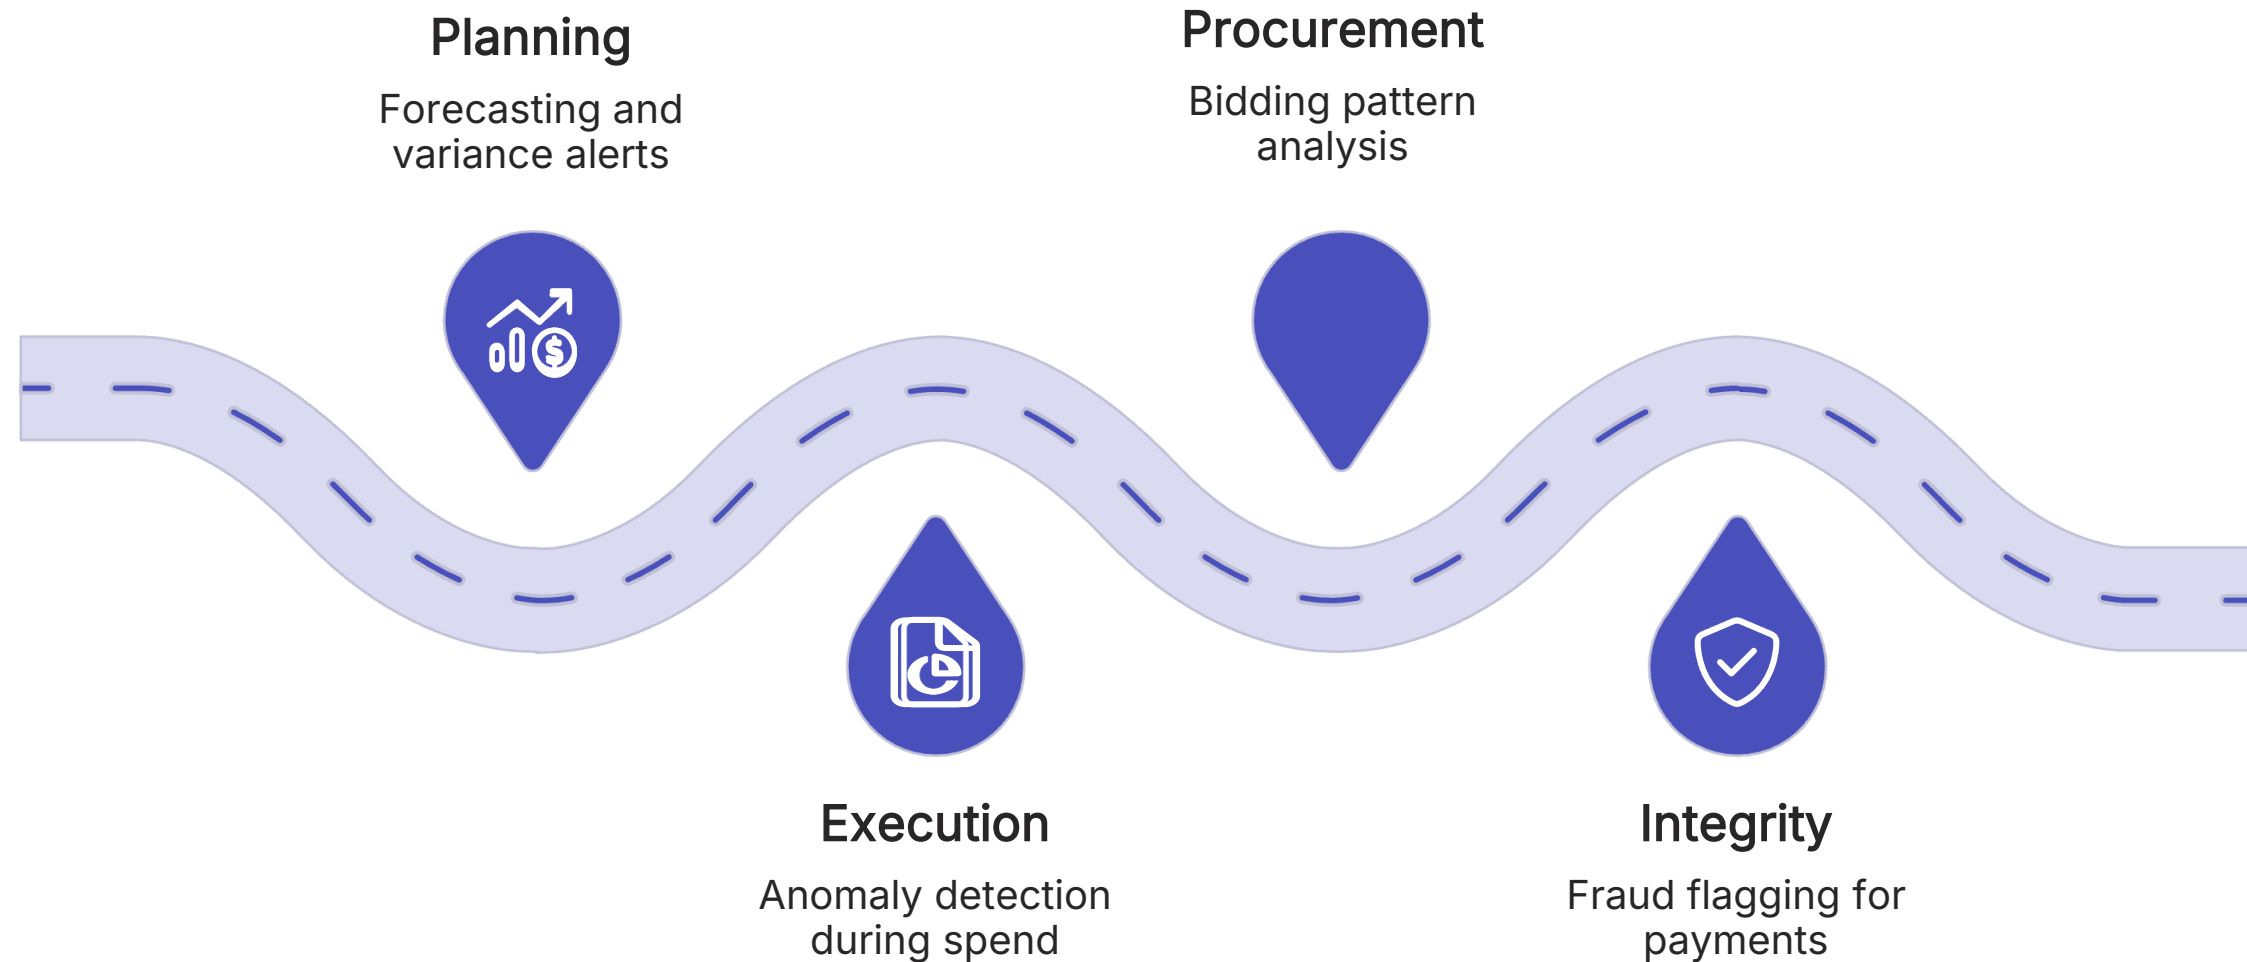 Planning
Forecasting and
variance alerts
Execution
Anomaly detection
during spend
Procurement
Bidding pattern
analysis
Integrity
Fraud flagging for
payments